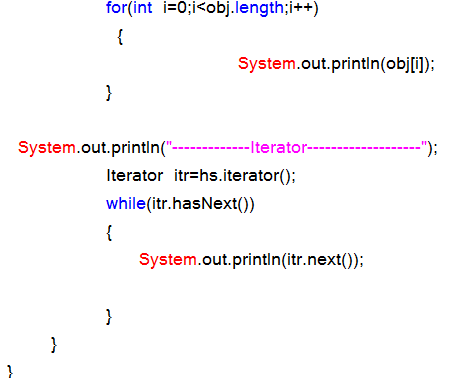 for(int i=0;i<obj.length;i++)
{
System.out.println(obj[i]);
}
System.out.println("-------------Iterator-------------------");
Iterator itr=hs.iterator();
while(itr.hasNext())
{
System.out.println(itr.next());
}
}
}